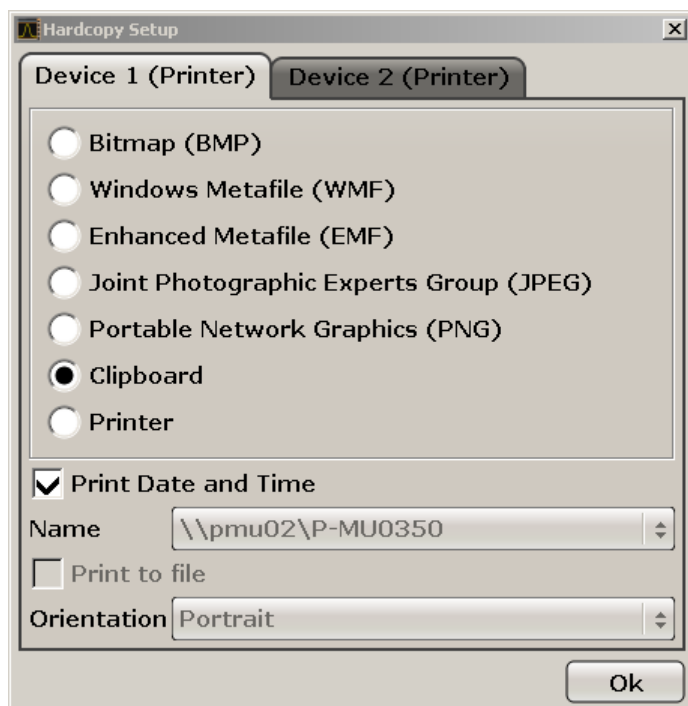 Hardcopy Setup
Device 1 (Printer)
Device 2 (Printer)
Bitmap (BMP)
Windows Metafile (WMF)
Enhanced Metafile (EMF)
Joint Photographic Experts Group (JPEG)
Portable Network Graphics (PNG)
Clipboard
Printer
Print Date and Time
Name \\pmu02\P-MU0350
Print to file
Orientation Portrait
Ok